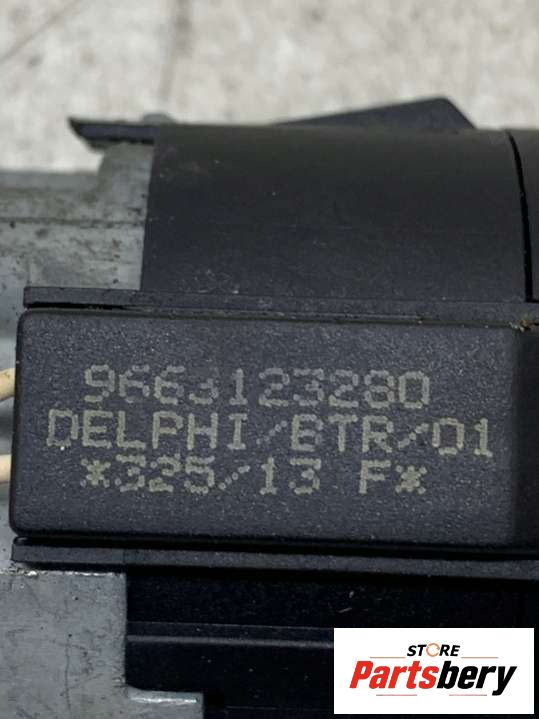 9663123280
DELPHI/BTR/01
*325/13 F*
STORE
Partsbery